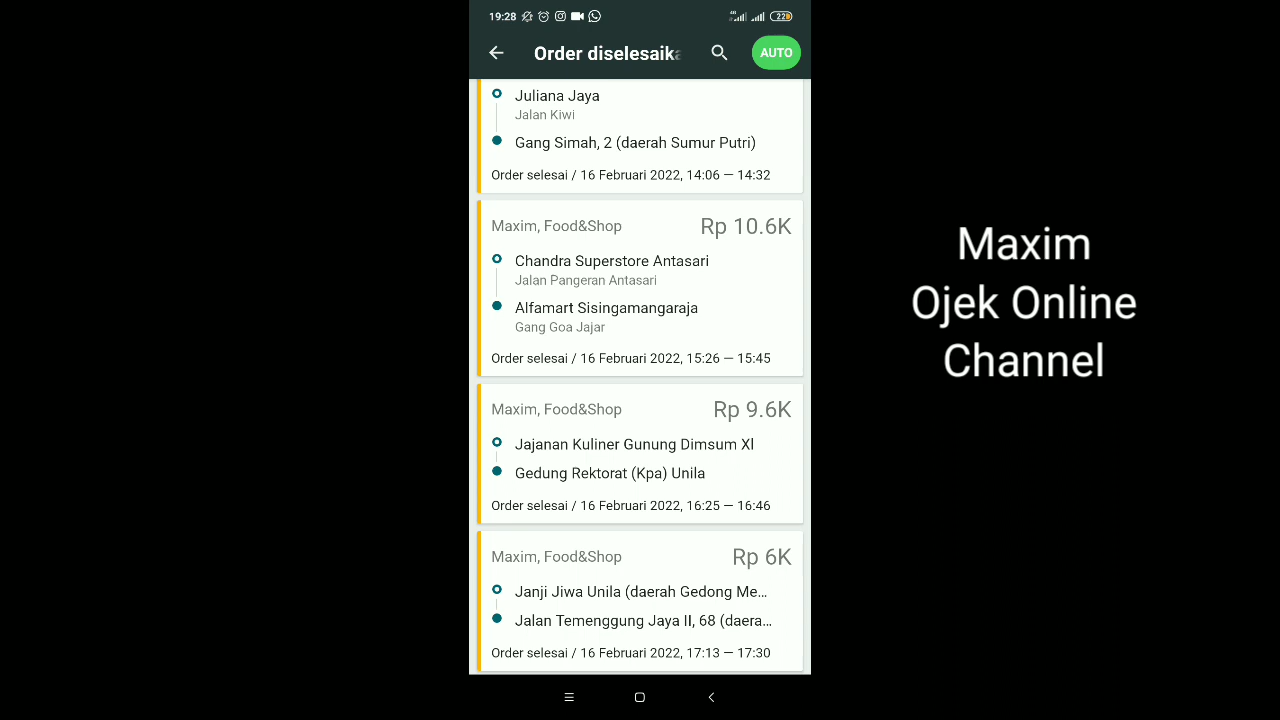 19:28
4G
22
Order diselesaika
AUTO
Juliana Jaya
Jalan Kiwi
Gang Simah, 2 (daerah Sumur Putri)
Order selesai / 16 Februari 2022, 14:06 — 14:32
Maxim, Food&Shop Rp 10.6K
Chandra Superstore Antasari
Jalan Pangeran Antasari
Alfamart Sisingamangaraja
Gang Goa Jajar
Order selesai / 16 Februari 2022, 15:26 — 15:45
Maxim, Food&Shop Rp 9.6K
Jajanan Kuliner Gunung Dimsum Xl
Gedung Rektorat (Kpa) Unila
Order selesai / 16 Februari 2022, 16:25 — 16:46
Maxim, Food&Shop Rp 6K
Janji Jiwa Unila (daerah Gedong Me...
Jalan Temenggung Jaya II, 68 (daera...
Order selesai / 16 Februari 2022, 17:13 — 17:30
Maxim
Ojek Online
Channel